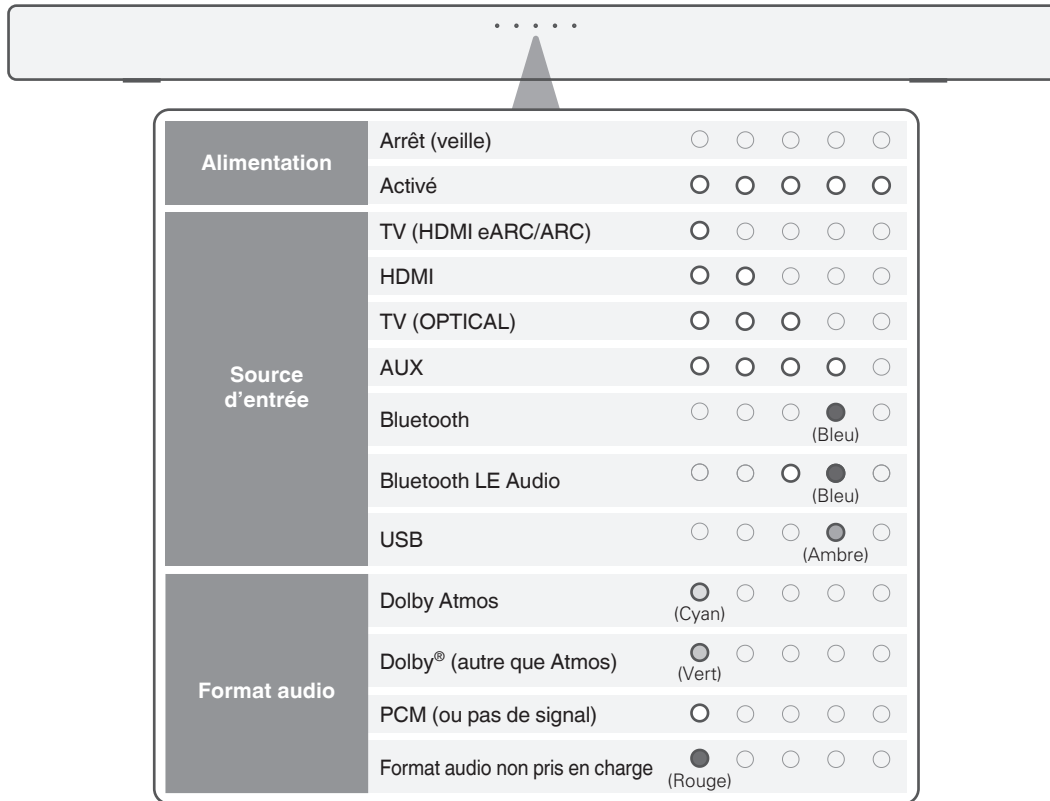 Alimentation
Arrêt (veille)
Activé
Source
d'entrée
TV (HDMI eARC/ARC)
HDMI
TV (OPTICAL)
AUX
Bluetooth
(Bleu)
Bluetooth LE Audio
(Bleu)
USB
(Ambre)
Format audio
Dolby Atmos
(Cyan)
Dolby® (autre que Atmos)
(Vert)
PCM (ou pas de signal)
Format audio non pris en charge
(Rouge)